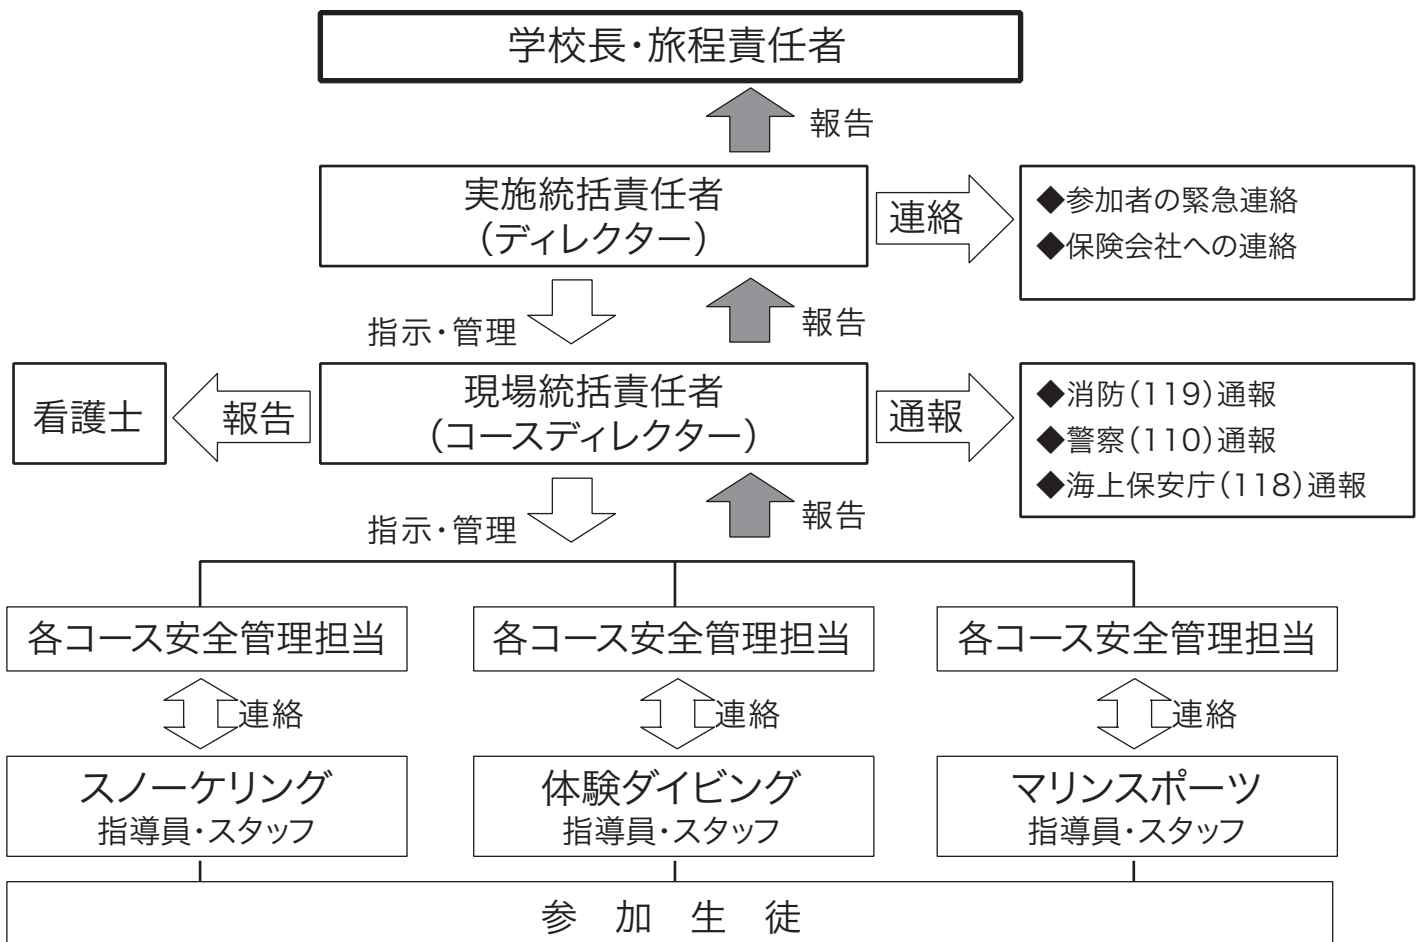 学校長・旅程責任者
報告
実施統括責任者
（ディレクター）
連絡
◆参加者の緊急連絡
◆保険会社への連絡
指示・管理
報告
看護士
報告
現場統括責任者
（コースディレクター）
通報
◆消防（119）通報
◆警察（110）通報
◆海上保安庁（118）通報
指示・管理
報告
各コース安全管理担当
各コース安全管理担当
各コース安全管理担当
連絡
連絡
連絡
スノーケリング
指導員・スタッフ
体験ダイビング
指導員・スタッフ
マリンスポーツ
指導員・スタッフ
参　加　生　徒